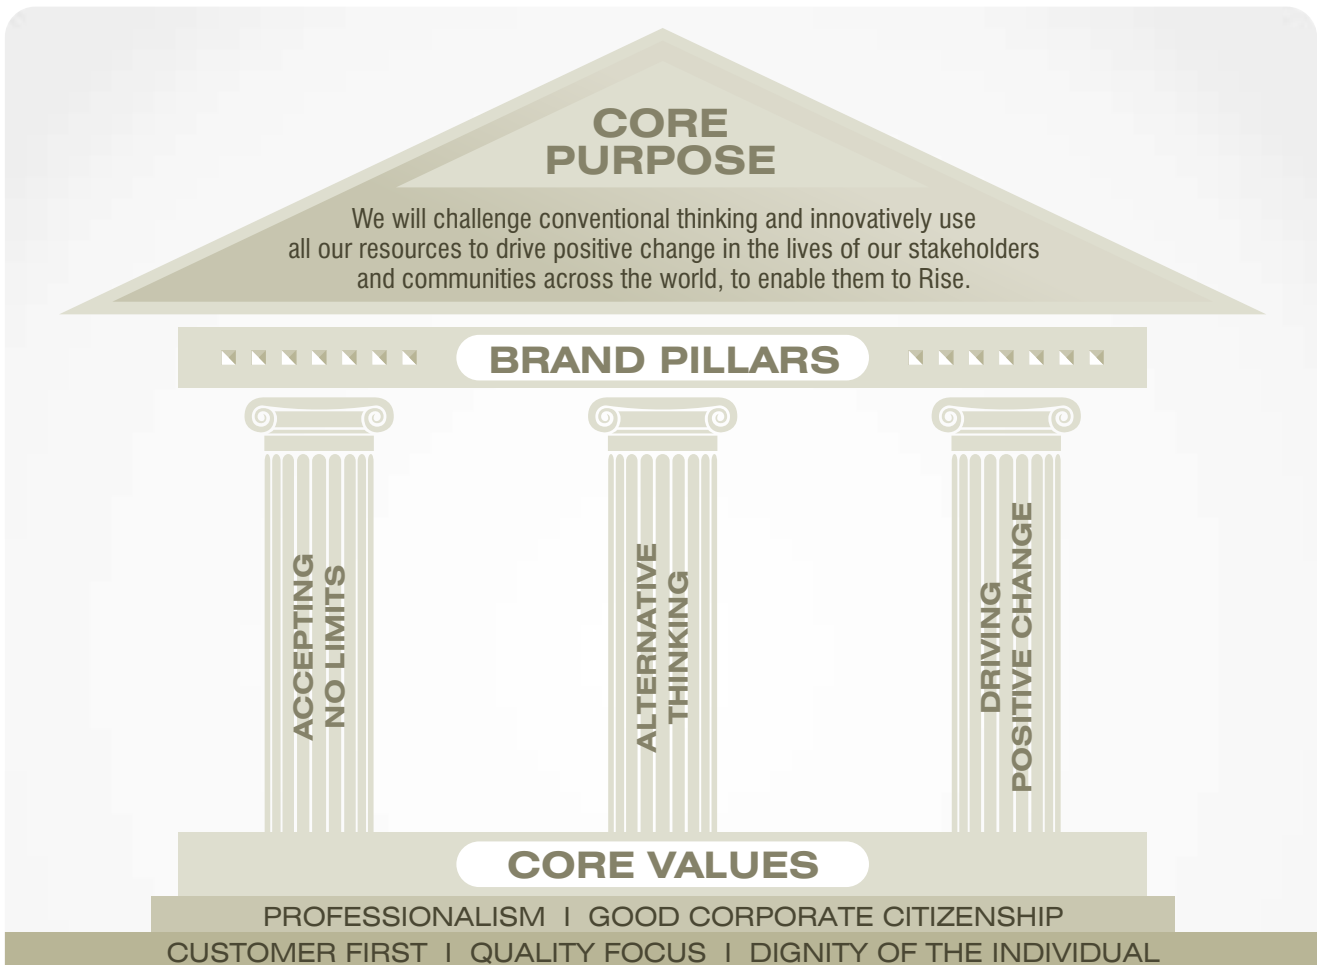 CORE
PURPOSE
We will challenge conventional thinking and innovatively use
all our resources to drive positive change in the lives of our stakeholders
and communities across the world, to enable them to Rise.
BRAND PILLARS
ACCEPTING
NO LIMITS
ALTERNATIVE
THINKING
DRIVING
POSITIVE CHANGE
CORE VALUES
PROFESSIONALISM I GOOD CORPORATE CITIZENSHIP
CUSTOMER FIRST I QUALITY FOCUS I DIGNITY OF THE INDIVIDUAL